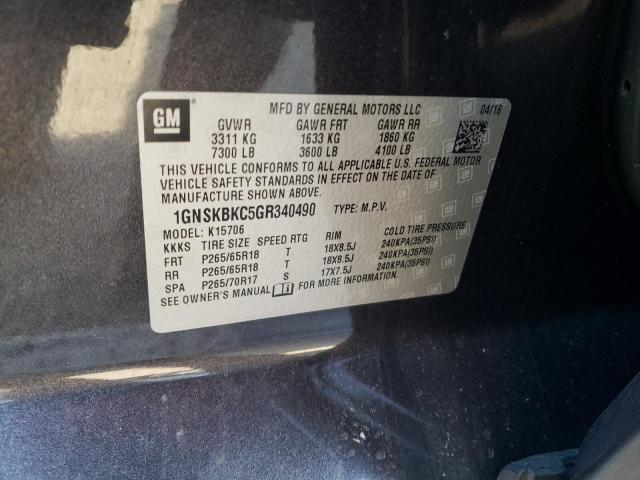 GM
MFD BY GENERAL MOTORS LLC 04/16
GVWR GAWR FRT GAWR RR
3311 KG 1633 KG 1860 KG
7300 LB 3600 LB 4100 LB
THIS VEHICLE CONFORMS TO ALL APPLICABLE U.S. FEDERAL MOTOR
VEHICLE SAFETY STANDARDS IN EFFECT ON THE DATE OF
MANUFACTURE SHOWN ABOVE.
1GNSKBKC5GR340490 TYPE: M.P.V.
MODEL: K15706
KKKS TIRE SIZE SPEED RTG RIM COLD TIRE PRESSURE
FRT P265/65R18 T 18X8.5J 240KPA(35PSI)
RR P265/65R18 T 18X8.5J 240KPA(35PSI)
SPA P265/70R17 S 17X7.5J 240KPA(35PSI)
SEE OWNER'S MANUAL FOR MORE INFORMATION.